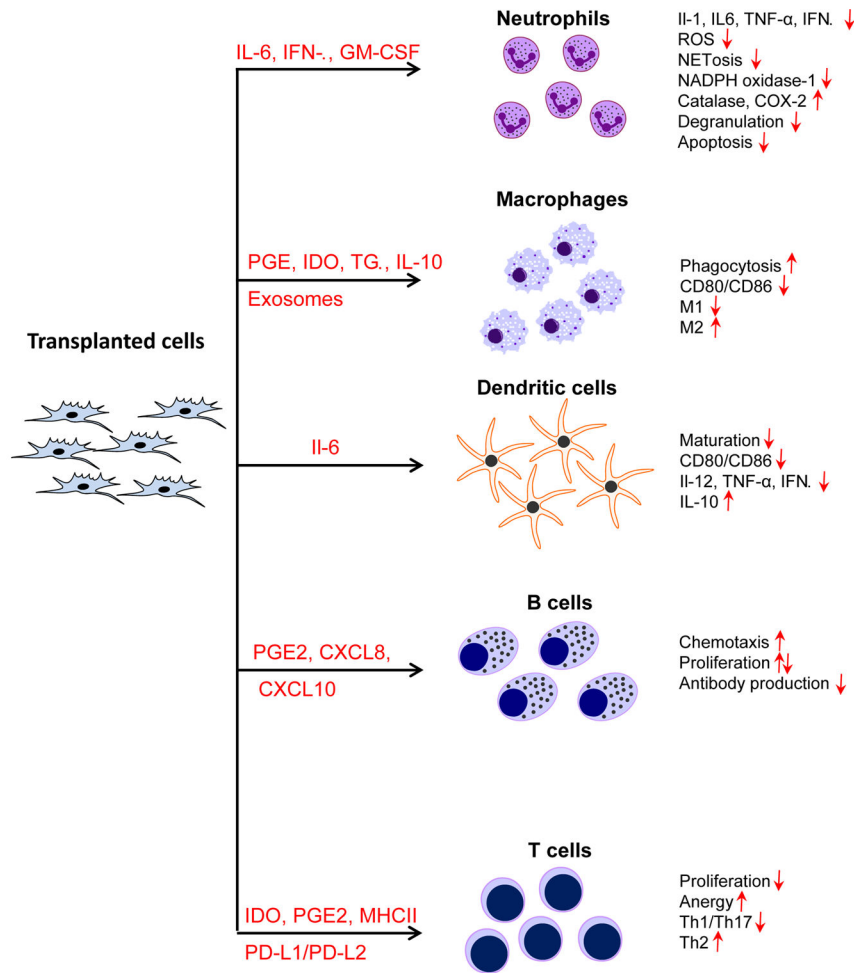 Neutrophils
IL-6, IFN-., GM-CSF
Il-1, IL6, TNF-α, IFN. ↓
ROS ↓
NETosis ↓
NADPH oxidase-1 ↓
Catalase, COX-2 ↑
Degranulation ↓
Apoptosis ↓
Macrophages
PGE, IDO, TG., IL-10
Exosomes
Phagocytosis ↑
CD80/CD86 ↓
M1 ↓
M2 ↑
Transplanted cells
Dendritic cells
Il-6
Maturation ↓
CD80/CD86 ↓
Il-12, TNF-α, IFN. ↓
IL-10 ↑
B cells
PGE2, CXCL8,
CXCL10
Chemotaxis ↑
Proliferation ↑↓
Antibody production ↓
T cells
IDO, PGE2, MHCII
PD-L1/PD-L2
Proliferation ↓
Anergy ↑
Th1/Th17 ↓
Th2 ↑